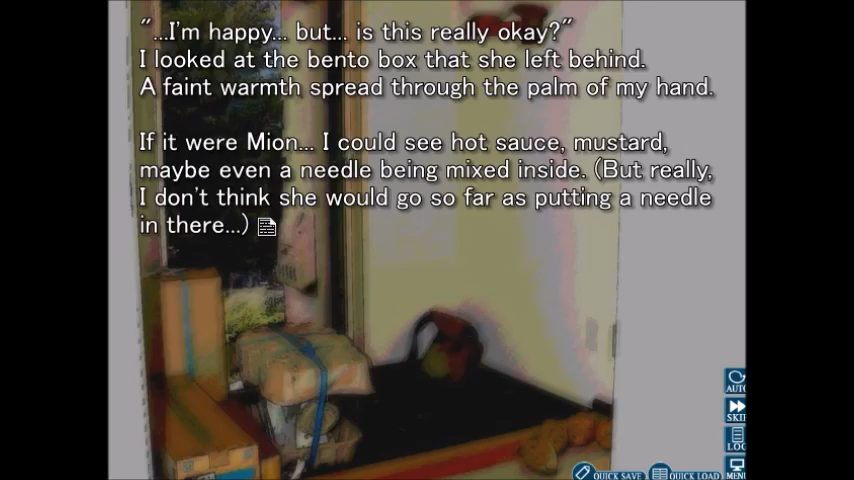 "...I'm happy... but... is this really okay?"
I looked at the bento box that she left behind.
A faint warmth spread through the palm of my hand.
If it were Mion... I could see hot sauce, mustard,
maybe even a needle being mixed inside. (But really,
I don't think she would go so far as putting a needle
in there...)
AUTO
SKIP
LOG
MENU
QUICK SAVE
QUICK LOAD